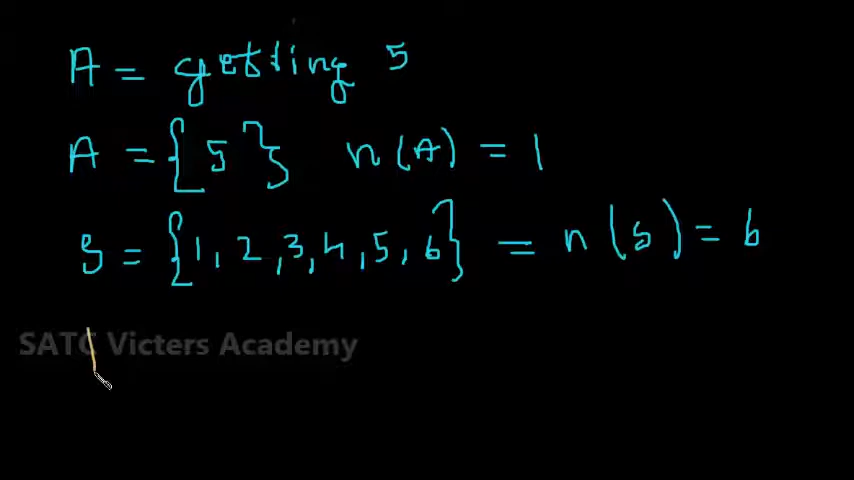 A = getting 5
A = {5} n(A) = 1
S = {1, 2, 3, 4, 5, 6} = n(s) = 6
SATC Victers Academy